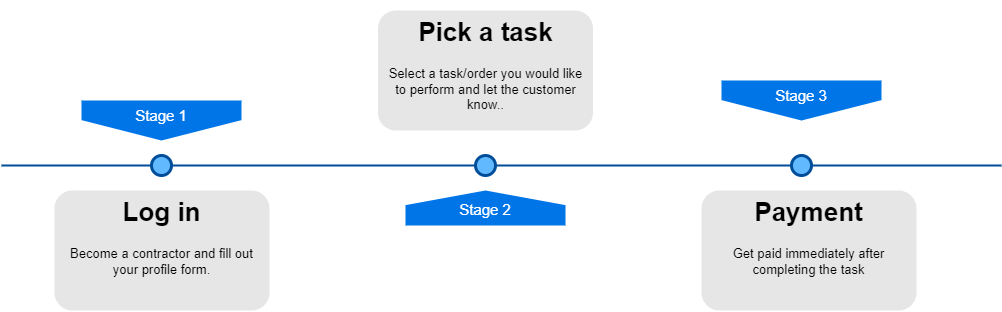 Stage 1
Log in
Become a contractor and fill out
your profile form.
Pick a task
Select a task/order you would like
to perform and let the customer
know..
Stage 2
Stage 3
Payment
Get paid immediately after
completing the task